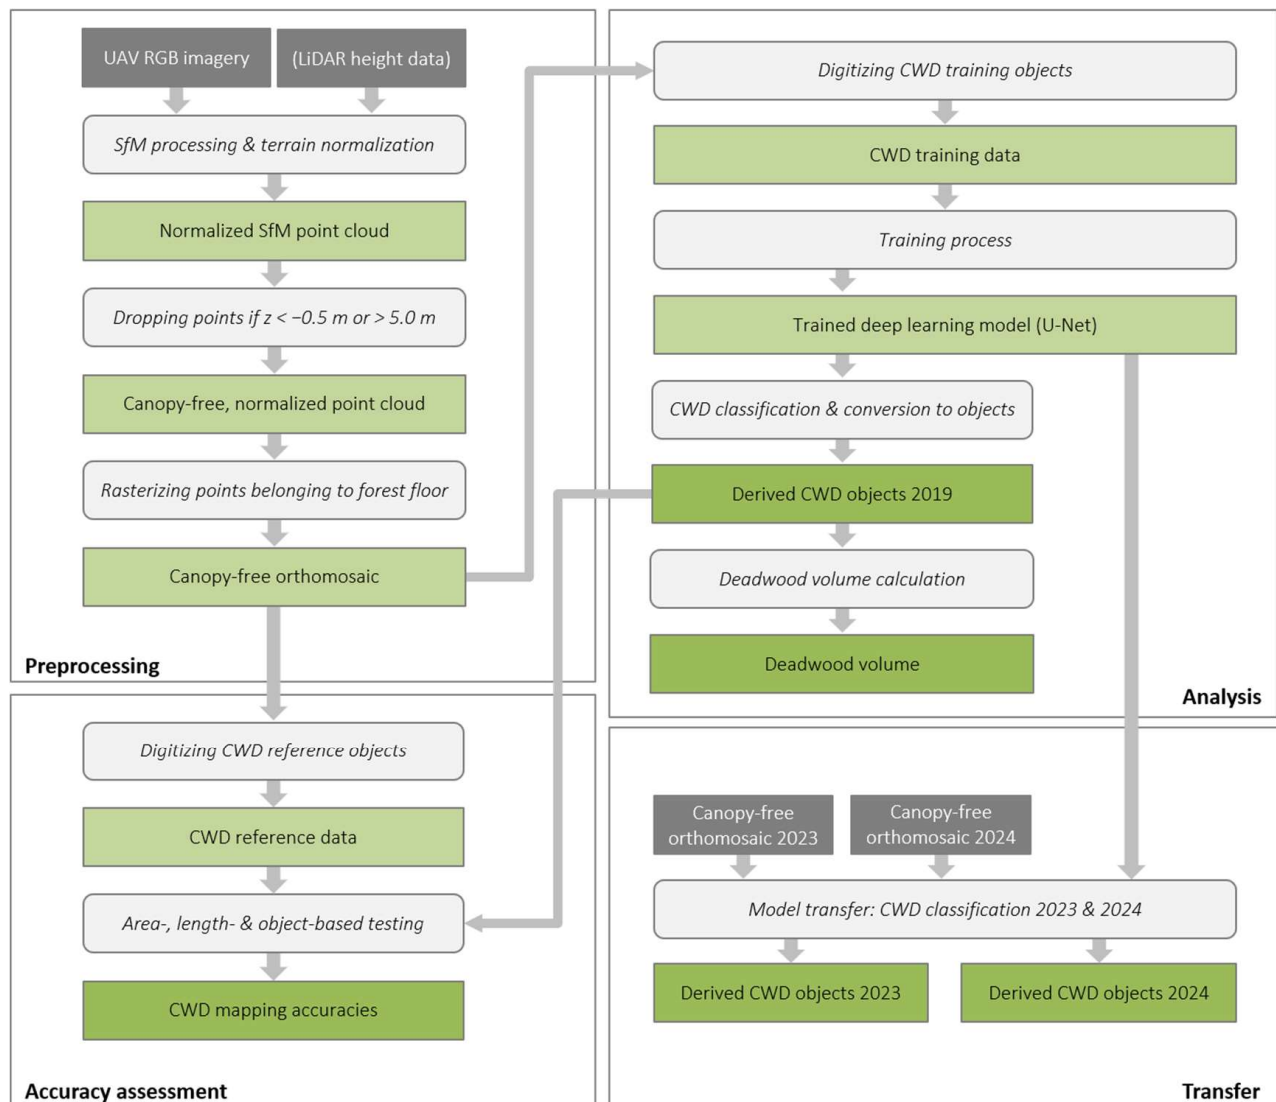 UAV RGB imagery
(LiDAR height data)
SfM processing & terrain normalization
Normalized SfM point cloud
Dropping points if z < −0.5 m or > 5.0 m
Canopy-free, normalized point cloud
Rasterizing points belonging to forest floor
Canopy-free orthomosaic
Preprocessing
Digitizing CWD training objects
CWD training data
Training process
Trained deep learning model (U-Net)
CWD classification & conversion to objects
Derived CWD objects 2019
Deadwood volume calculation
Deadwood volume
Analysis
Digitizing CWD reference objects
CWD reference data
Area-, length- & object-based testing
CWD mapping accuracies
Accuracy assessment
Canopy-free
orthomosaic 2023
Canopy-free
orthomosaic 2024
Model transfer: CWD classification 2023 & 2024
Derived CWD objects 2023
Derived CWD objects 2024
Transfer